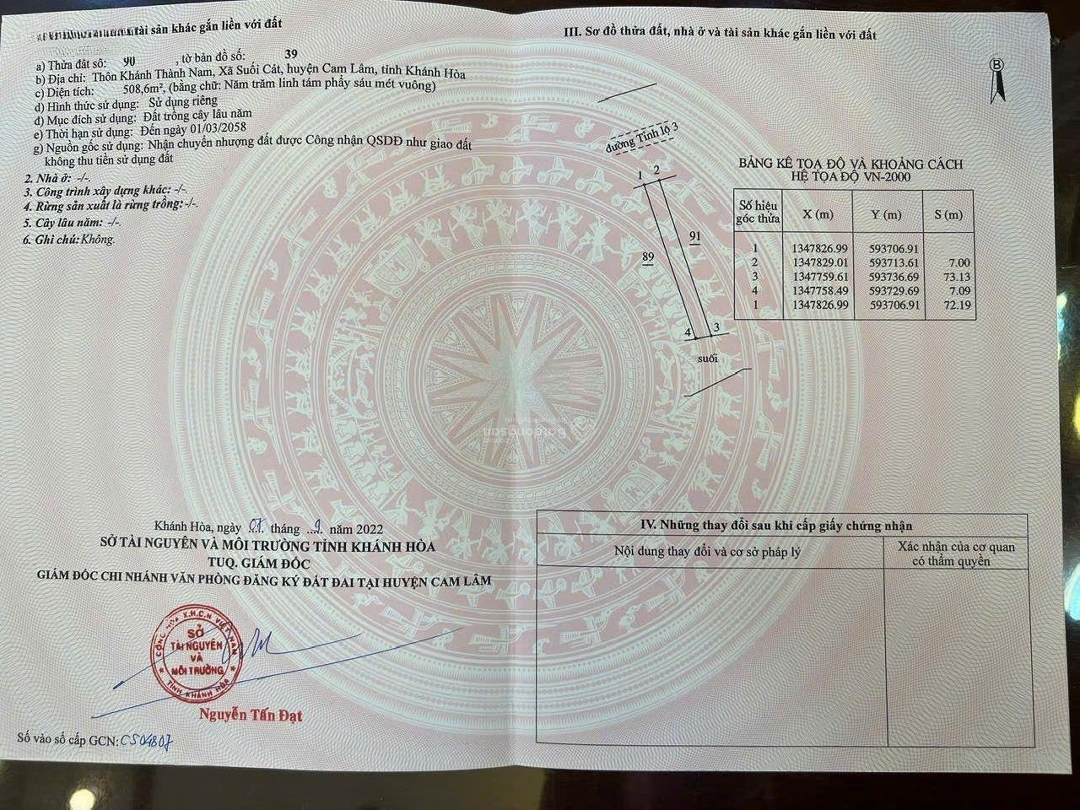 tài sản khác gắn liền với đất
a) Thửa đất số: 90 , tờ bản đồ số: 39
b) Địa chỉ: Thôn Khánh Thành Nam, Xã Suối Cát, huyện Cam Lâm, tỉnh Khánh Hòa
c) Diện tích: 508,6m², (bằng chữ: Năm trăm linh tám phẩy sáu mét vuông)
d) Hình thức sử dụng: Sử dụng riêng
đ) Mục đích sử dụng: Đất trồng cây lâu năm
e) Thời hạn sử dụng: Đến ngày 01/03/2058
g) Nguồn gốc sử dụng: Nhận chuyển nhượng đất được Công nhận QSDĐ như giao đất
không thu tiền sử dụng đất
2. Nhà ở: -/-.
3. Công trình xây dựng khác: -/-
4. Rừng sản xuất là rừng trồng: -/-.
5. Cây lâu năm: -/-.
6. Ghi chú: Không.
Khánh Hòa, ngày 01 tháng 9 năm 2022
SỞ TÀI NGUYÊN VÀ MÔI TRƯỜNG TỈNH KHÁNH HÒA
TUQ. GIÁM ĐỐC
GIÁM ĐỐC CHI NHÁNH VĂN PHÒNG ĐĂNG KÝ ĐẤT ĐAI TẠI HUYỆN CAM LÂM
CỘNG HÒA X.H.C.N VIỆT NAM
SỞ
TÀI NGUYÊN
VÀ
MÔI TRƯỜNG
TỈNH KHÁNH HÒA
Nguyễn Tấn Đạt
Số vào sổ cấp GCN: CS04807
III. Sơ đồ thửa đất, nhà ở và tài sản khác gắn liền với đất
B
đường Tỉnh lộ 3
1 2
91
89
4 3
suối
BẢNG KÊ TOẠ ĐỘ VÀ KHOẢNG CÁCH
HỆ TỌA ĐỘ VN-2000
Số hiệu góc thửa X (m) Y (m) S (m)
1 1347826.99 593706.91
2 1347829.01 593713.61 7.00
3 1347759.61 593736.69 73.13
4 1347758.49 593729.69 7.09
1 1347826.99 593706.91 72.19
IV. Những thay đổi sau khi cấp giấy chứng nhận
Nội dung thay đổi và cơ sở pháp lý
Xác nhận của cơ quan
có thẩm quyền